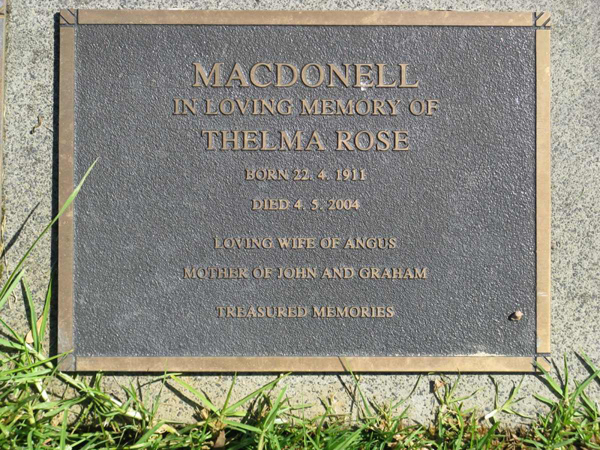 MACDONELL
IN LOVING MEMORY OF
THELMA ROSE
BORN 22. 4. 1911
DIED 4. 5. 2004
LOVING WIFE OF ANGUS
MOTHER OF JOHN AND GRAHAM
TREASURED MEMORIES